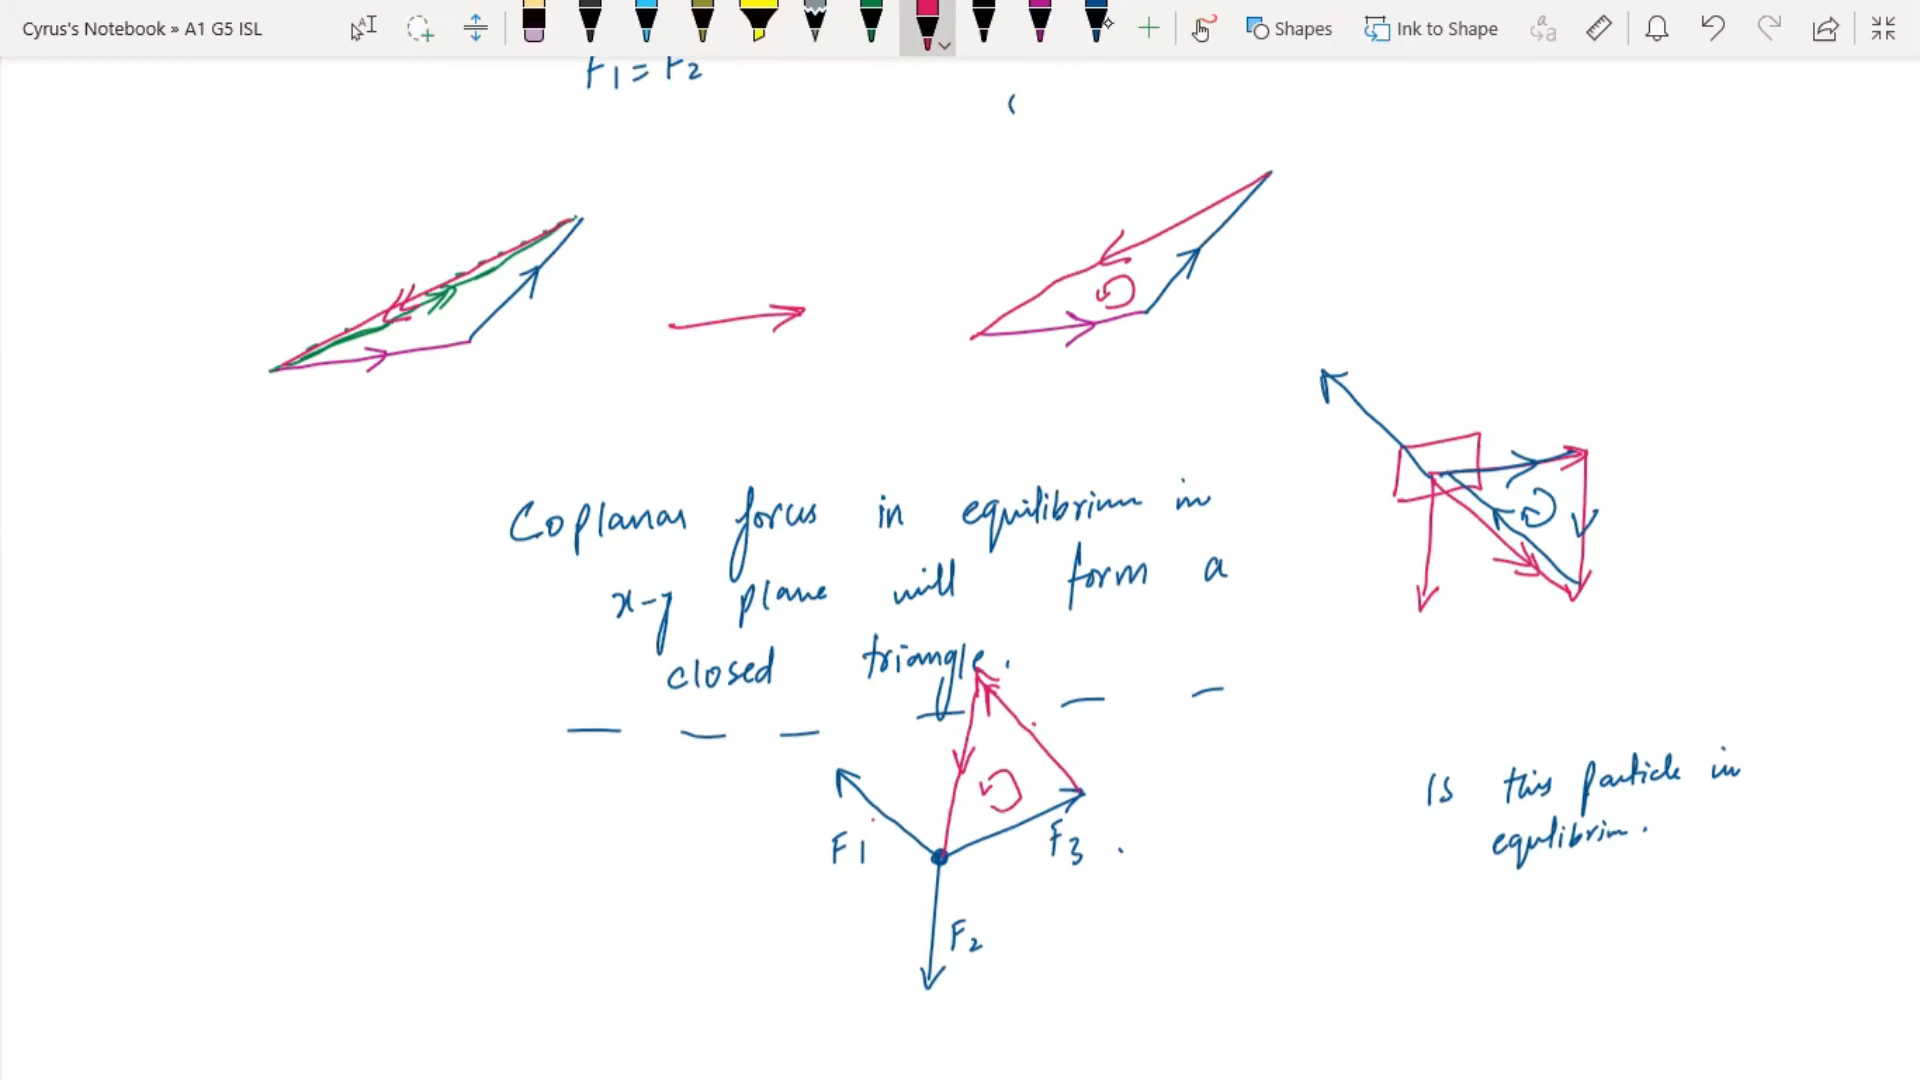 Cyrus's Notebook » A1 G5 ISL
Shapes
Ink to Shape
F1 = F2
Coplanar forces in equilibrium in
x-y plane will form a
closed triangle.
F1
F3
F2
Is this particle in
equlibrim.